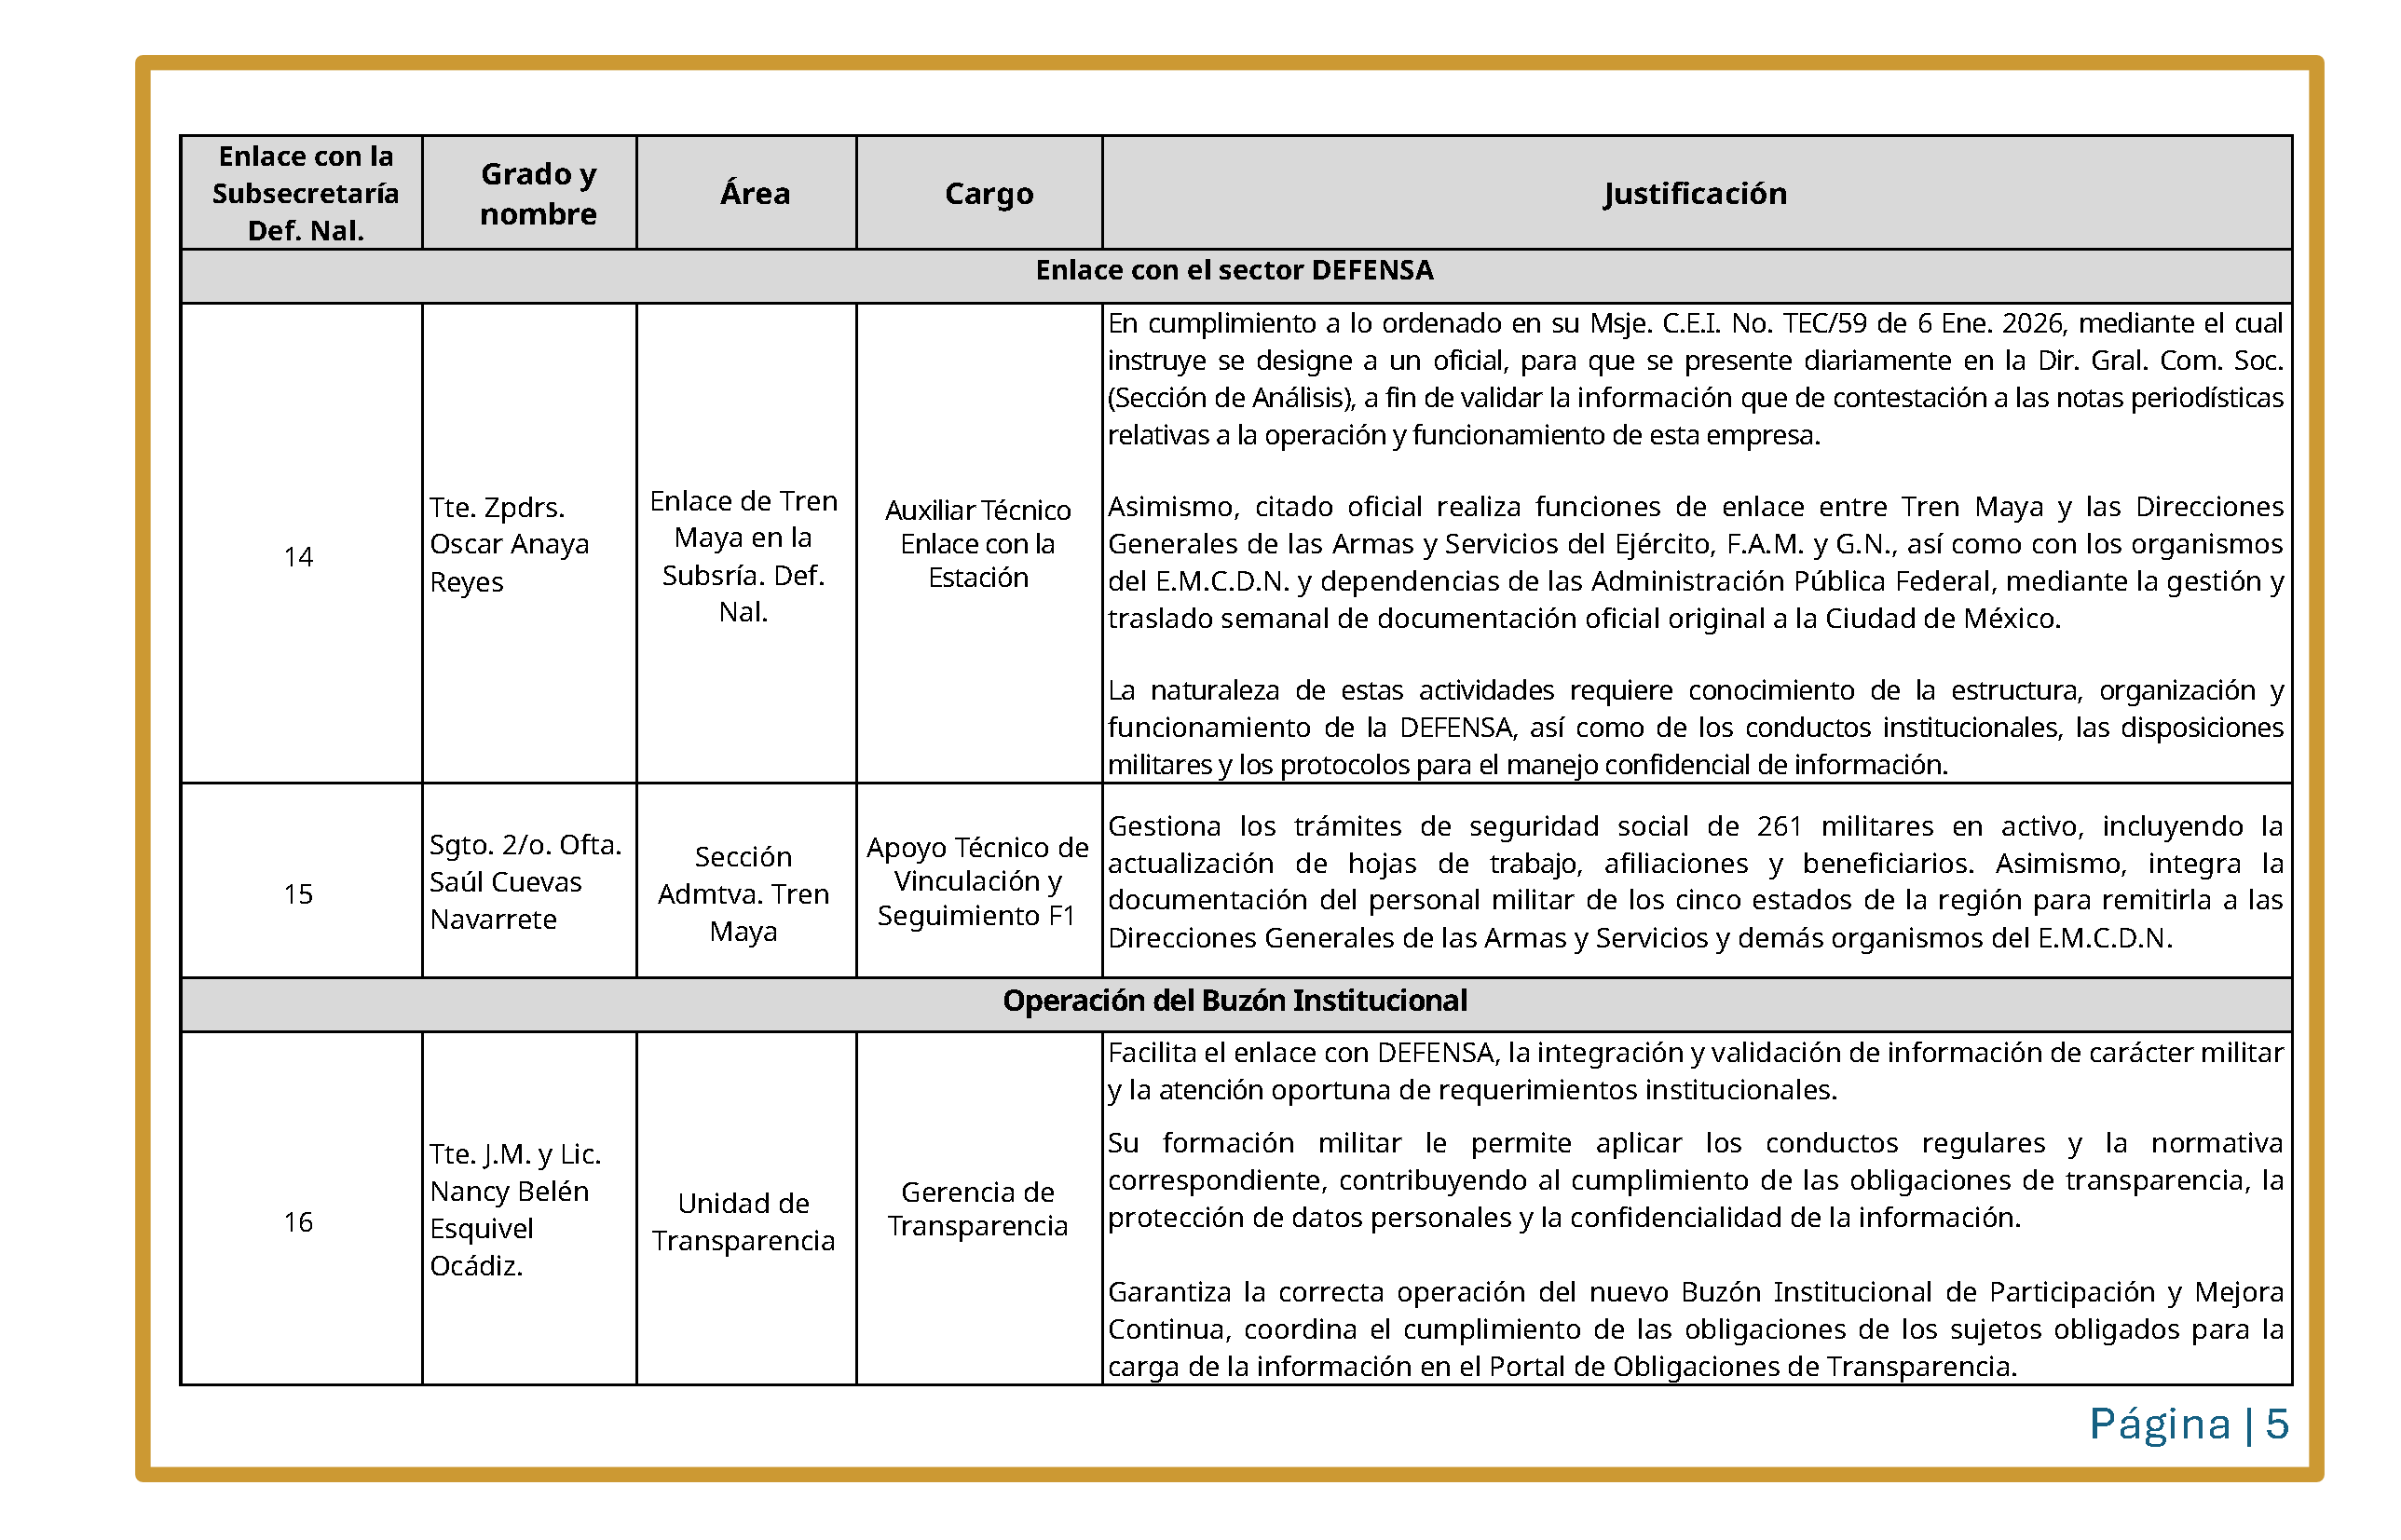 Enlace con la
Subsecretaría
Def. Nal.
Grado y
nombre
Área
Cargo
Justificación
Enlace con el sector DEFENSA
14
Tte. Zpdrs.
Oscar Anaya
Reyes
Enlace de Tren
Maya en la
Subsría. Def.
Nal.
Auxiliar Técnico
Enlace con la
Estación
En cumplimiento a lo ordenado en su Msje. C.E.I. No. TEC/59 de 6 Ene. 2026, mediante el cual
instruye se designe a un oficial, para que se presente diariamente en la Dir. Gral. Com. Soc.
(Sección de Análisis), a fin de validar la información que de contestación a las notas periodísticas
relativas a la operación y funcionamiento de esta empresa.
Asimismo, citado oficial realiza funciones de enlace entre Tren Maya y las Direcciones
Generales de las Armas y Servicios del Ejército, F.A.M. y G.N., así como con los organismos
del E.M.C.D.N. y dependencias de las Administración Pública Federal, mediante la gestión y
traslado semanal de documentación oficial original a la Ciudad de México.
La naturaleza de estas actividades requiere conocimiento de la estructura, organización y
funcionamiento de la DEFENSA, así como de los conductos institucionales, las disposiciones
militares y los protocolos para el manejo confidencial de información.
15
Sgto. 2/o. Ofta.
Saúl Cuevas
Navarrete
Sección
Admtva. Tren
Maya
Apoyo Técnico de
Vinculación y
Seguimiento F1
Gestiona los trámites de seguridad social de 261 militares en activo, incluyendo la
actualización de hojas de trabajo, afiliaciones y beneficiarios. Asimismo, integra la
documentación del personal militar de los cinco estados de la región para remitirla a las
Direcciones Generales de las Armas y Servicios y demás organismos del E.M.C.D.N.
Operación del Buzón Institucional
16
Tte. J.M. y Lic.
Nancy Belén
Esquivel
Ocádiz.
Unidad de
Transparencia
Gerencia de
Transparencia
Facilita el enlace con DEFENSA, la integración y validación de información de carácter militar
y la atención oportuna de requerimientos institucionales.
Su formación militar le permite aplicar los conductos regulares y la normativa
correspondiente, contribuyendo al cumplimiento de las obligaciones de transparencia, la
protección de datos personales y la confidencialidad de la información.
Garantiza la correcta operación del nuevo Buzón Institucional de Participación y Mejora
Continua, coordina el cumplimiento de las obligaciones de los sujetos obligados para la
carga de la información en el Portal de Obligaciones de Transparencia.
Página | 5